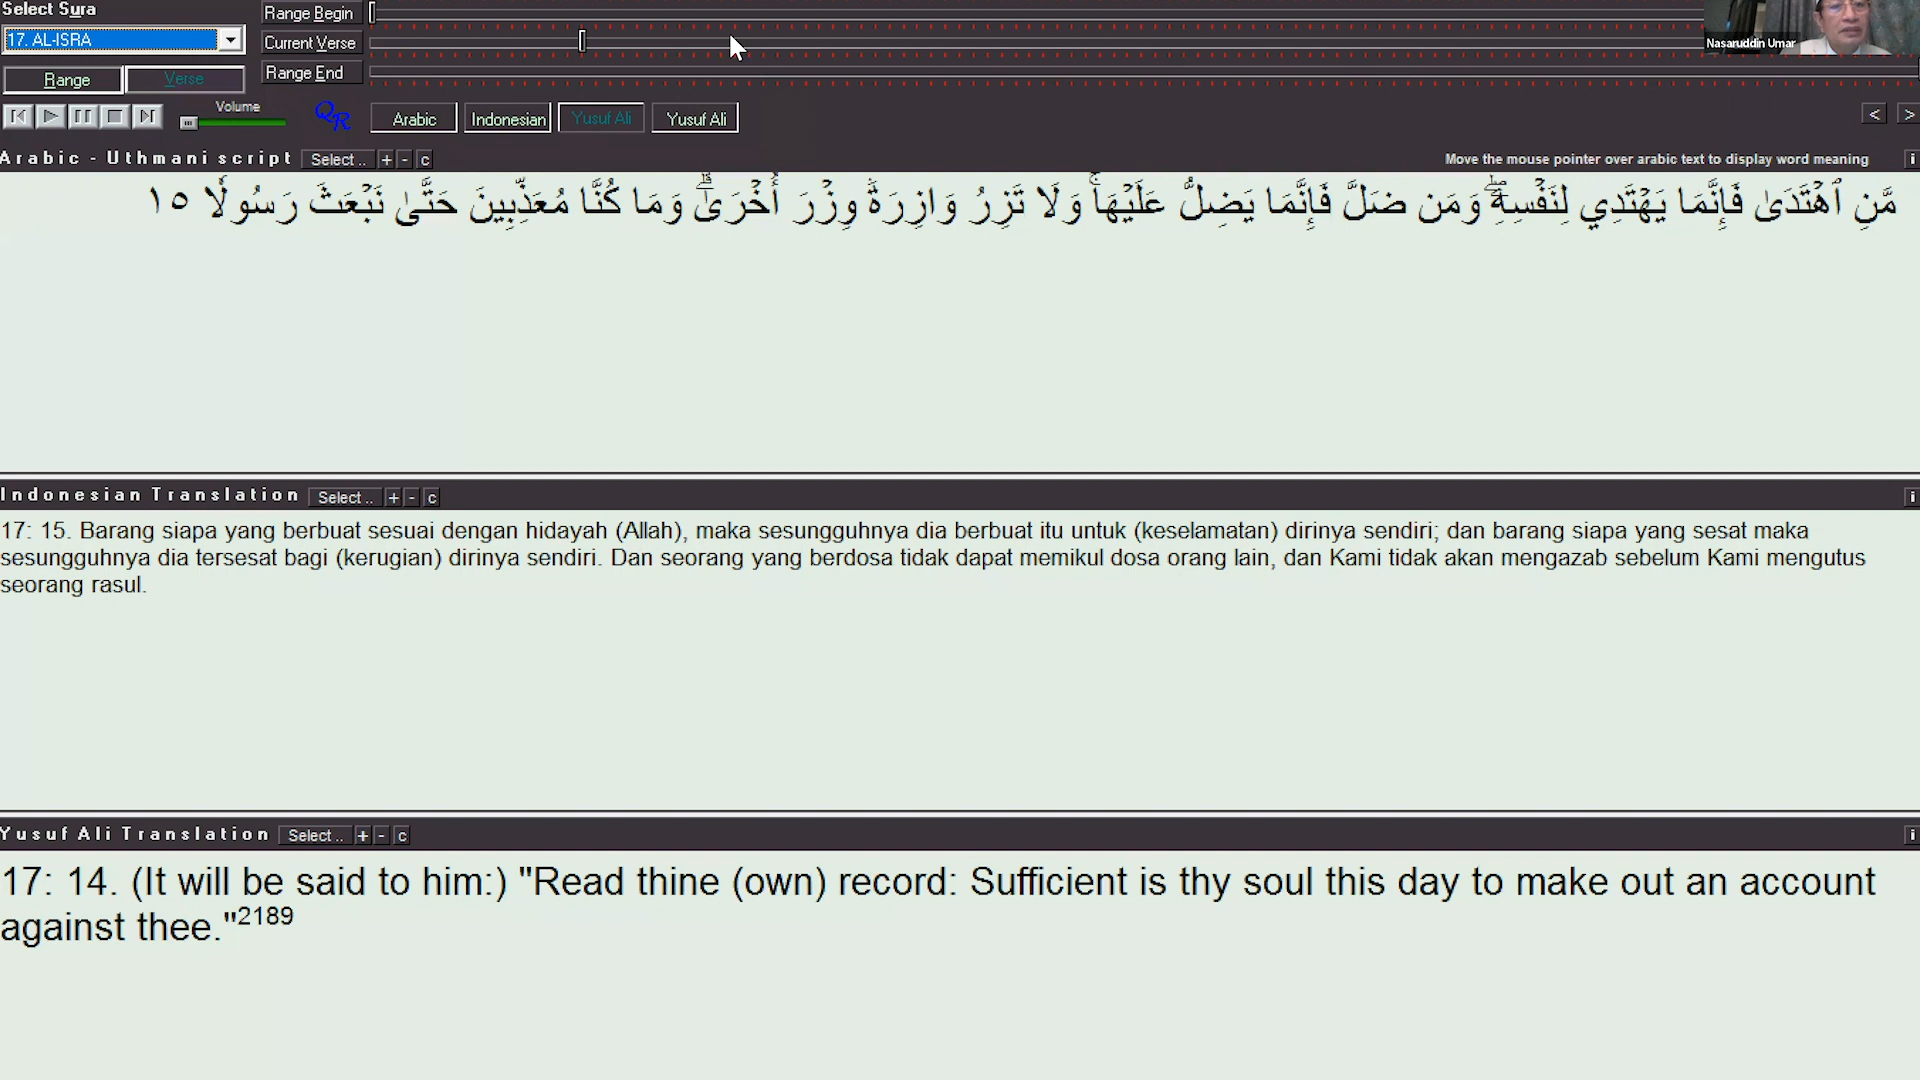 Select Sura
17. AL-ISRA
Range Verse
Range Begin
Current Verse
Range End
Nasaruddin Umar
Volume
QR
Arabic Indonesian Yusuf Ali Yusuf Ali
< >
Arabic - Uthmani script Select .. + - c Move the mouse pointer over arabic text to display word meaning i
مَّنِ ٱهۡتَدَىٰ فَإِنَّمَا يَهۡتَدِي لِنَفۡسِهِۦۖ وَمَن ضَلَّ فَإِنَّمَا يَضِلُّ عَلَيۡهَاۚ وَلَا تَزِرُ وَازِرَةٞ وِزۡرَ أُخۡرَىٰۗ وَمَا كُنَّا مُعَذِّبِينَ حَتَّىٰ نَبۡعَثَ رَسُولٗا ١٥
Indonesian Translation Select .. + - c i
17: 15. Barang siapa yang berbuat sesuai dengan hidayah (Allah), maka sesungguhnya dia berbuat itu untuk (keselamatan) dirinya sendiri; dan barang siapa yang sesat maka
sesungguhnya dia tersesat bagi (kerugian) dirinya sendiri. Dan seorang yang berdosa tidak dapat memikul dosa orang lain, dan Kami tidak akan mengazab sebelum Kami mengutus
seorang rasul.
Yusuf Ali Translation Select .. + - c i
17: 14. (It will be said to him:) "Read thine (own) record: Sufficient is thy soul this day to make out an account
against thee."2189